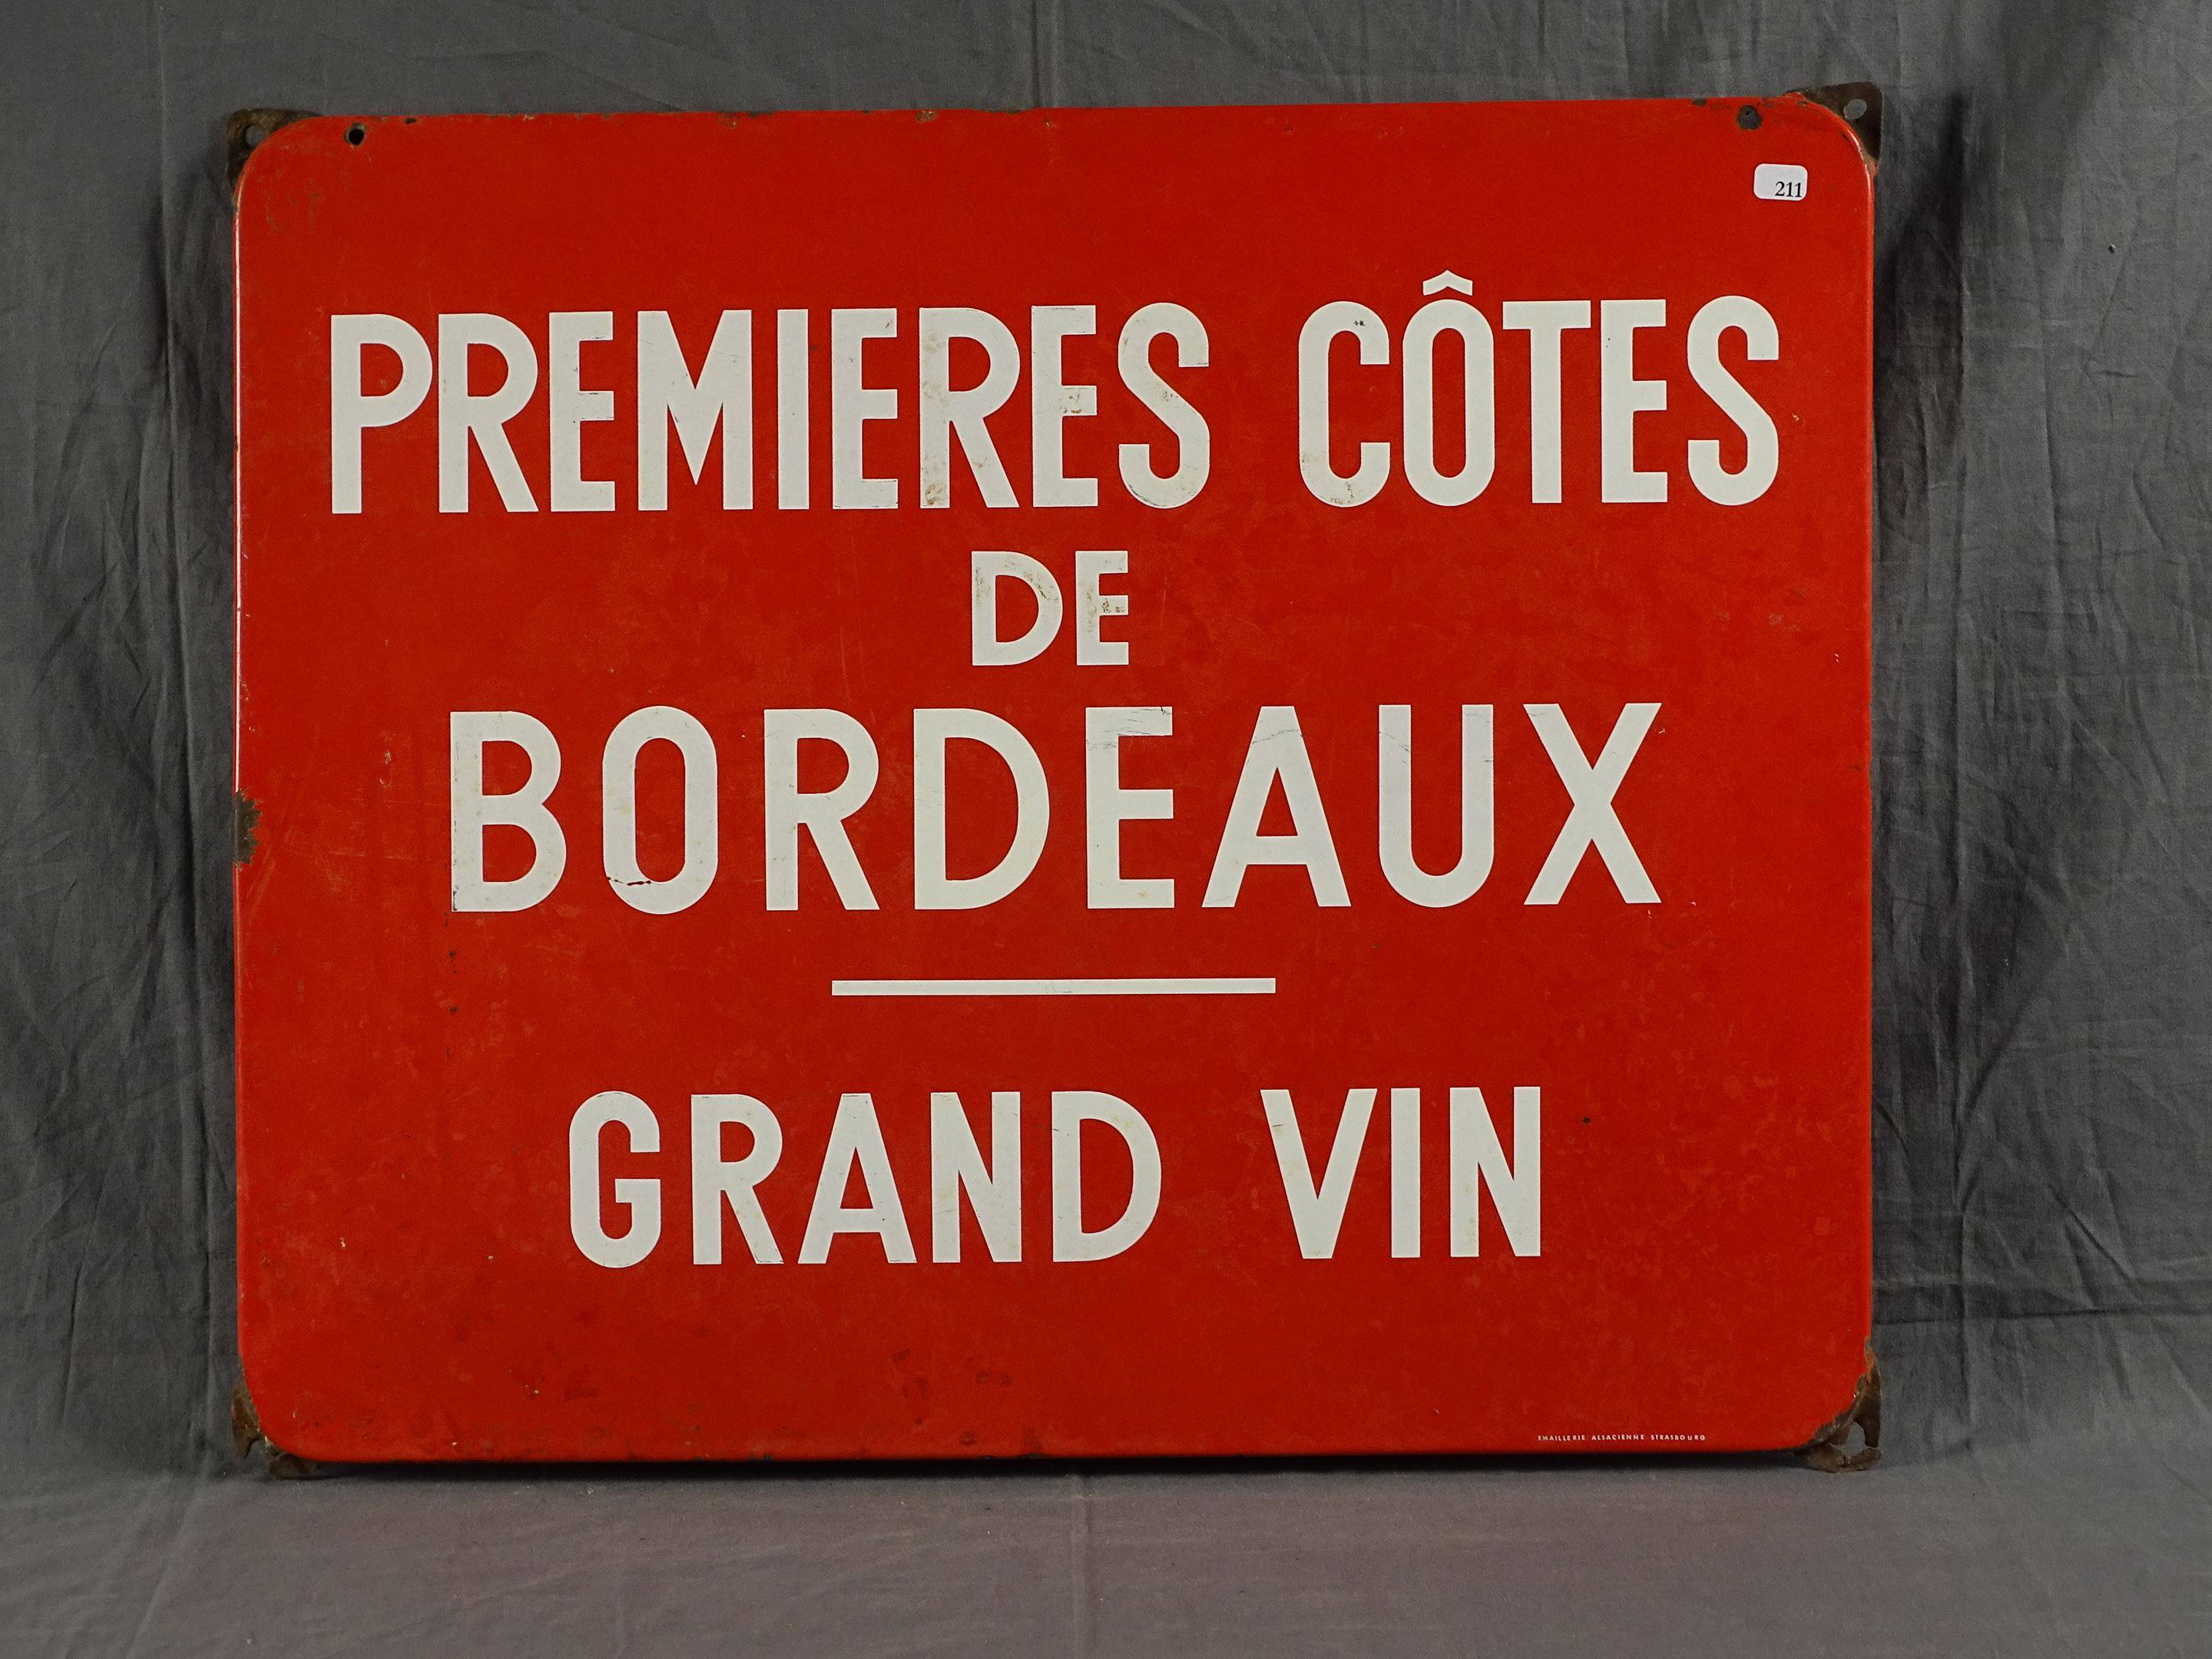 211
PREMIERES CÔTES
DE
BORDEAUX
GRAND VIN
EMAILLERIE ALSACIENNE STRASBOURG